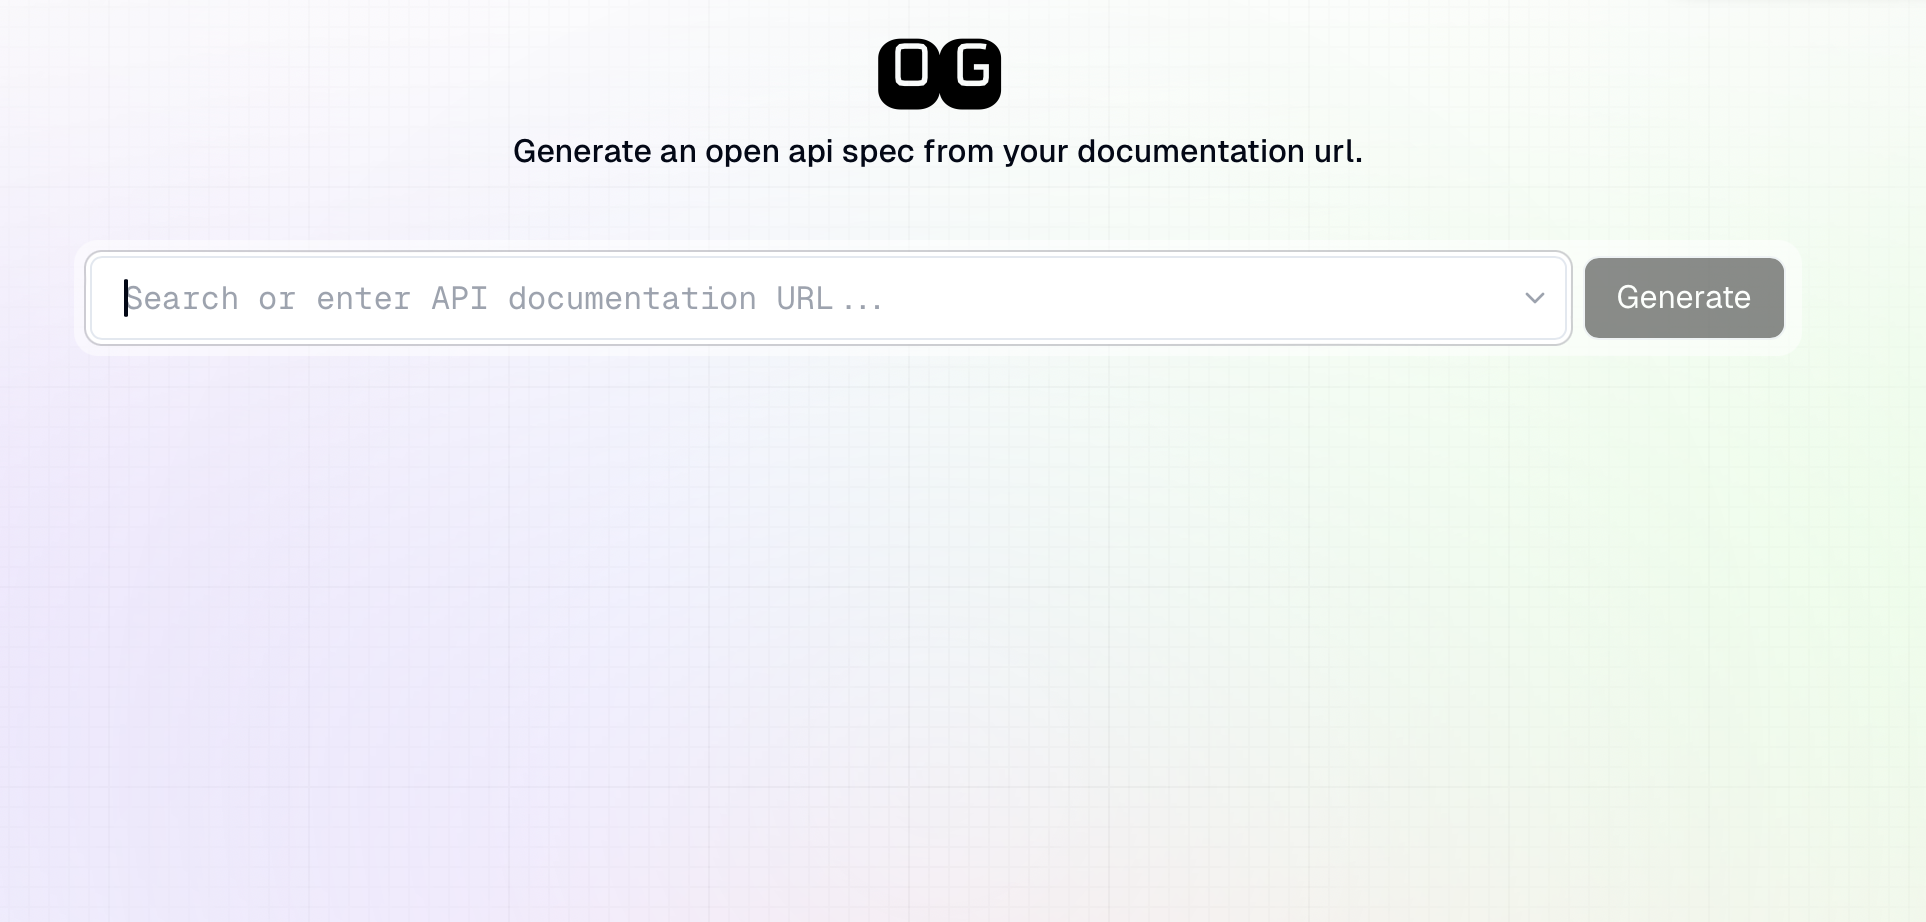 OG
Generate an open api spec from your documentation url.
Search or enter API documentation URL...
Generate